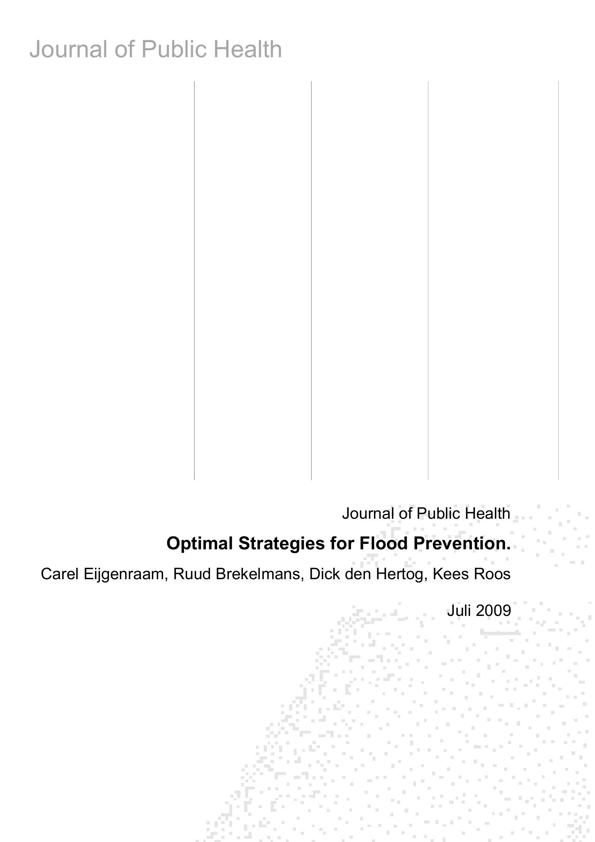 Journal of Public Health
Journal of Public Health
Optimal Strategies for Flood Prevention.
Carel Eijgenraam, Ruud Brekelmans, Dick den Hertog, Kees Roos
Juli 2009